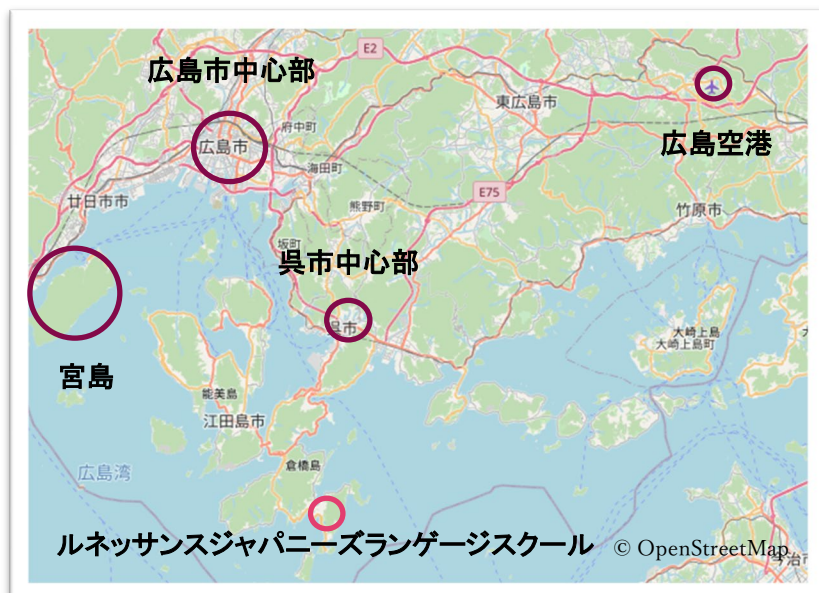 E2
広島市中心部
東広島市
府中町
広島空港
広島市
海田町
E75
廿日市市
熊野町
竹原市
坂町
呉市中心部
呉市
大崎上島
大崎上島町
宮島
能美島
江田島市
倉橋島
広島湾
ルネッサンスジャパニーズランゲージスクール
© OpenStreetMap
今治市